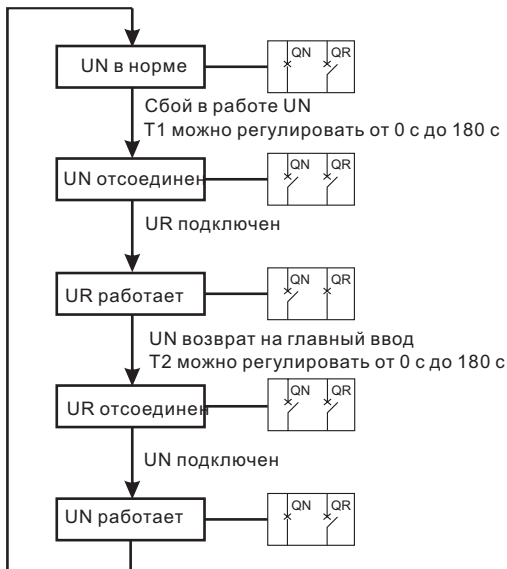 UN в норме
QN QR
Сбой в работе UN
T1 можно регулировать от 0 с до 180 с
UN отсоединен
QN QR
UR подключен
UR работает
QN QR
UN возврат на главный ввод
T2 можно регулировать от 0 с до 180 с
UR отсоединен
QN QR
UN подключен
UN работает
QN QR